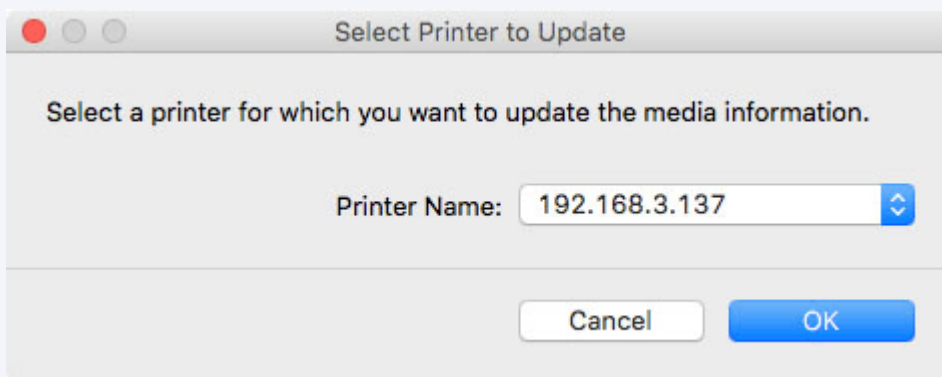 Select Printer to Update
Select a printer for which you want to update the media information.
Printer Name: 192.168.3.137
Cancel OK